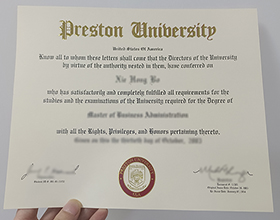 Preston University
United States Of America
Know all to whom these letters shall come that the Directors of the University
by virtue of the authority vested in them, have conferred on
who has satisfactorily and completely fulfilled all requirements for the
studies and the examinations of the University required for the Degree of
Master of Business Administration
with all the Rights, Privileges, and Honors pertaining thereto.